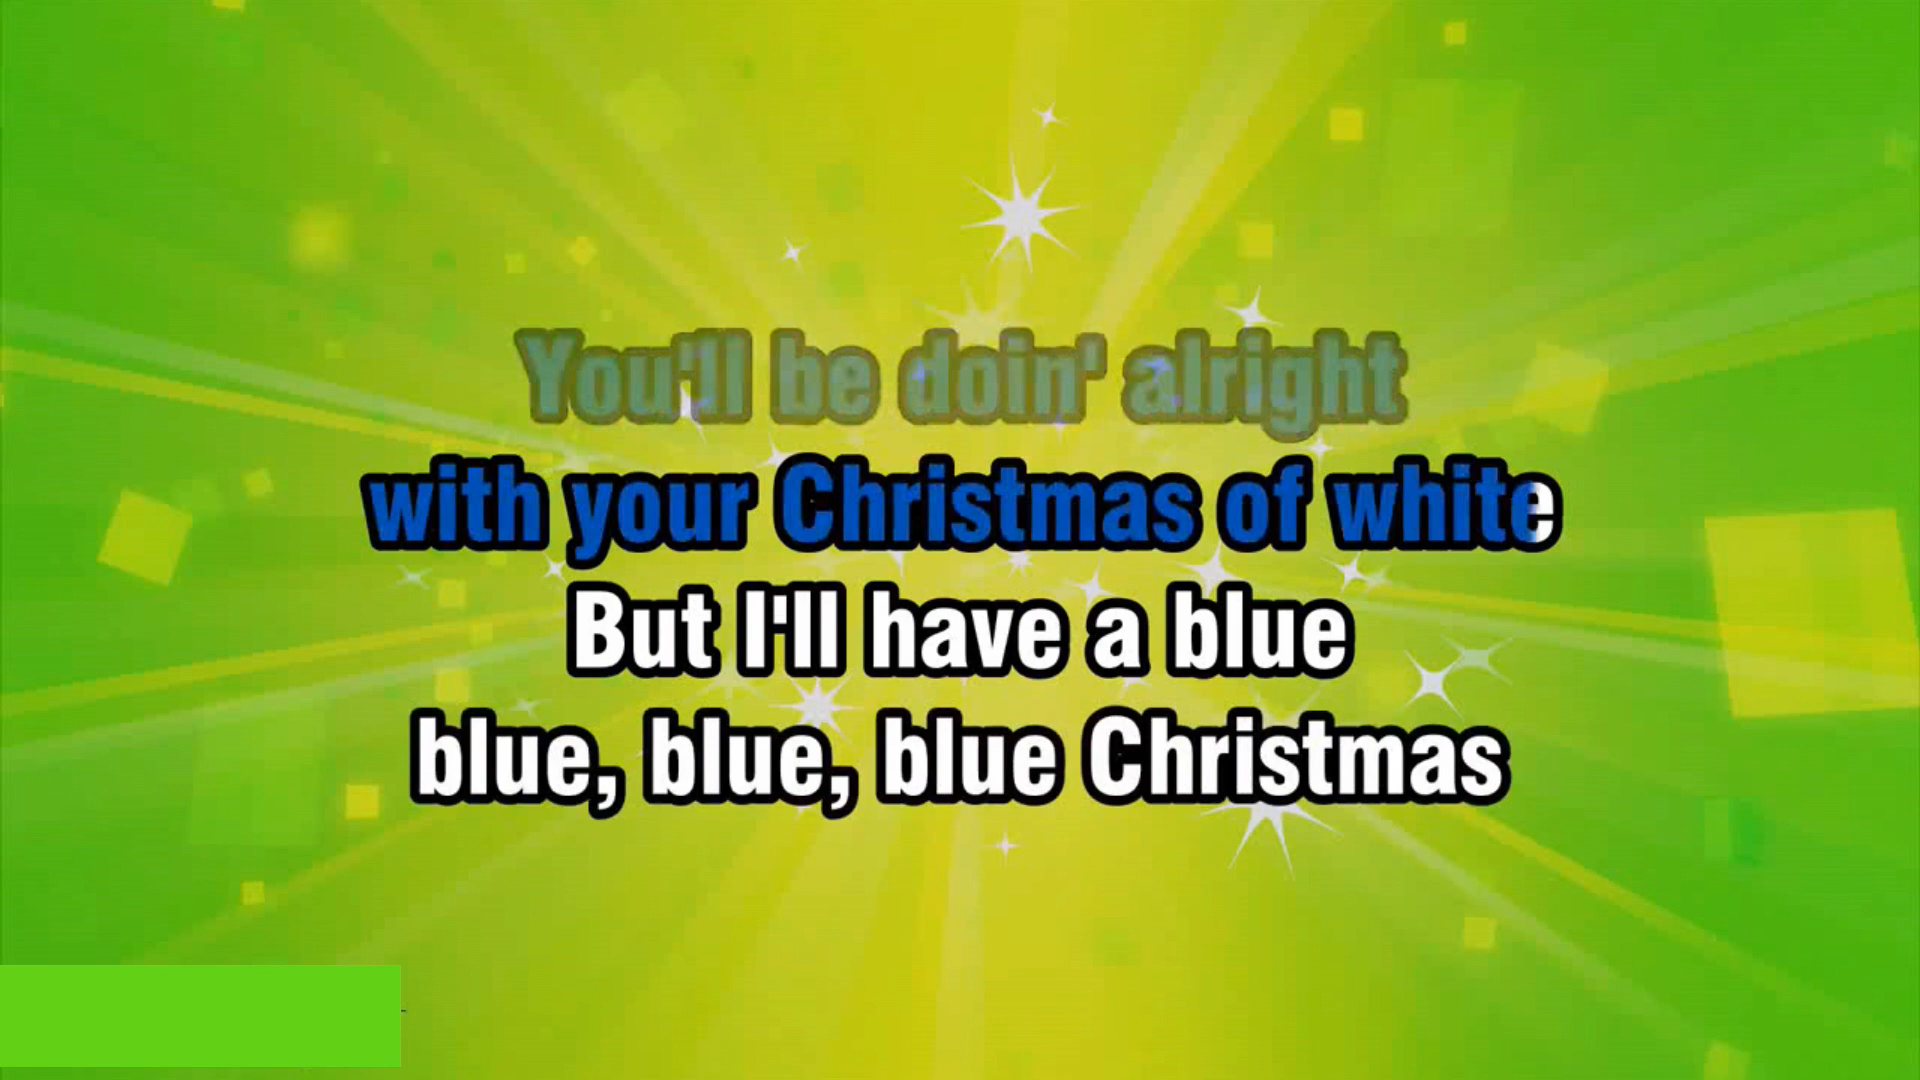 You'll be doin' alright
with your Christmas of white
But I'll have a blue
blue, blue, blue Christmas